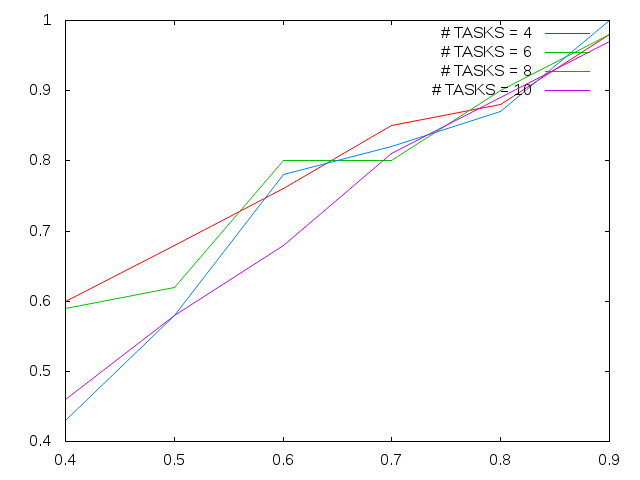 1
0.9
0.8
0.7
0.6
0.5
0.4
0.4 0.5 0.6 0.7 0.8 0.9
# TASKS = 4
# TASKS = 6
# TASKS = 8
# TASKS = 10